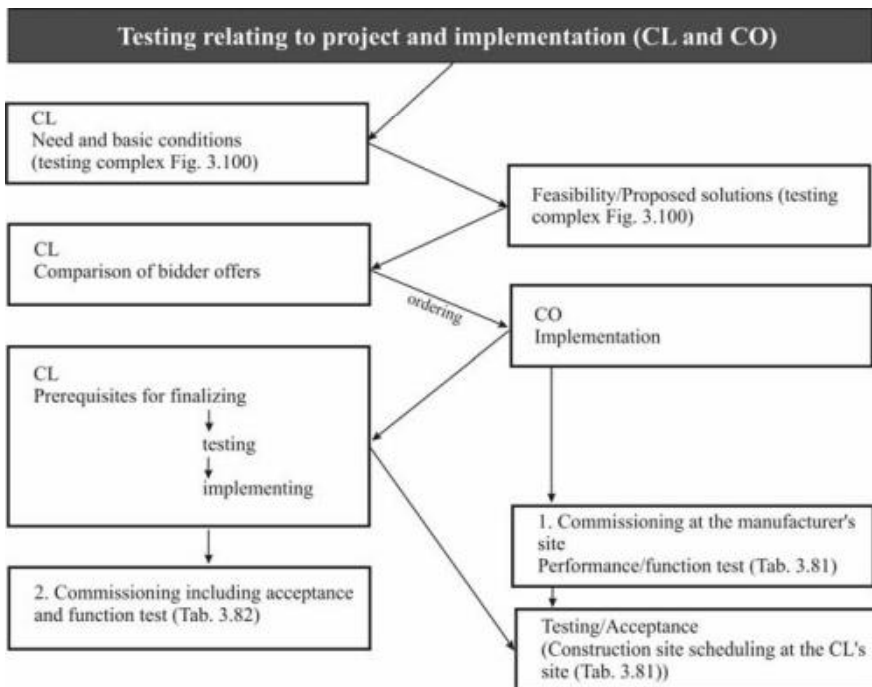 Testing relating to project and implementation (CL and CO)
CL
Need and basic conditions
(testing complex Fig. 3.100)
Feasibility/Proposed solutions (testing
complex Fig. 3.100)
CL
Comparison of bidder offers
ordering
CO
Implementation
CL
Prerequisites for finalizing
testing
implementing
1. Commissioning at the manufacturer's
site
Performance/function test (Tab. 3.81)
2. Commissioning including acceptance
and function test (Tab. 3.82)
Testing/Acceptance
(Construction site scheduling at the CL's
site (Tab. 3.81))